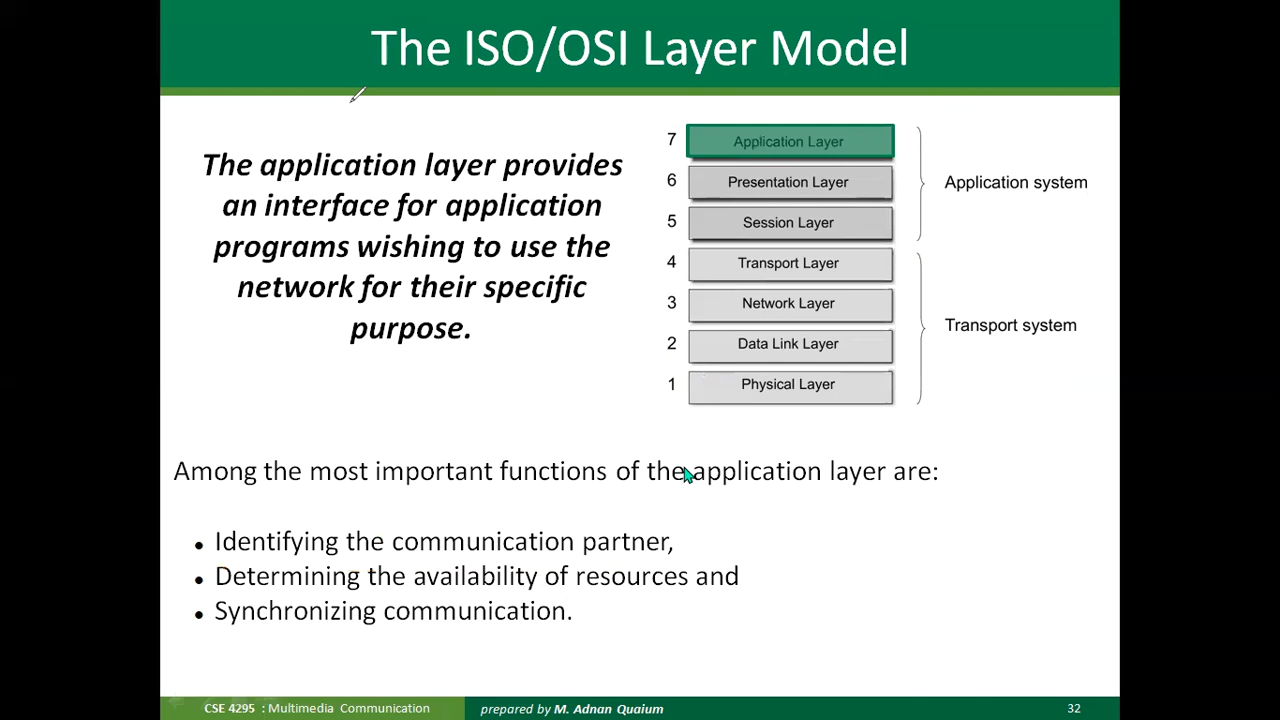 The ISO/OSI Layer Model
The application layer provides
an interface for application
programs wishing to use the
network for their specific
purpose.
7 Application Layer
6 Presentation Layer
5 Session Layer
Application system
4 Transport Layer
3 Network Layer
2 Data Link Layer
1 Physical Layer
Transport system
Among the most important functions of the application layer are:
• Identifying the communication partner,
• Determining the availability of resources and
• Synchronizing communication.
CSE 4295 : Multimedia Communication prepared by M. Adnan Quaium 32